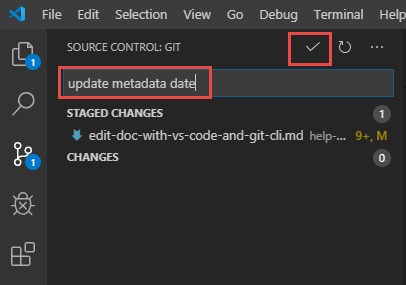 File Edit Selection View Go Debug Terminal Help
SOURCE CONTROL: GIT
1
update metadata date
STAGED CHANGES 1
edit-doc-with-vs-code-and-git-cli.md help-... 9+, M
1
CHANGES 0